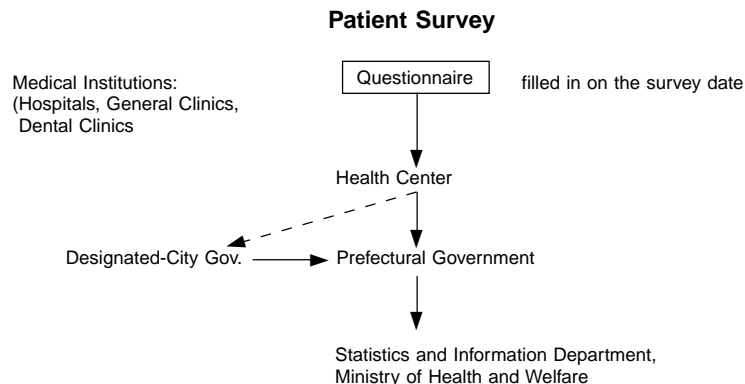 Patient Survey
Medical Institutions:
(Hospitals, General Clinics,
Dental Clinics
Questionnaire
filled in on the survey date
Health Center
Designated-City Gov.
Prefectural Government
Statistics and Information Department,
Ministry of Health and Welfare